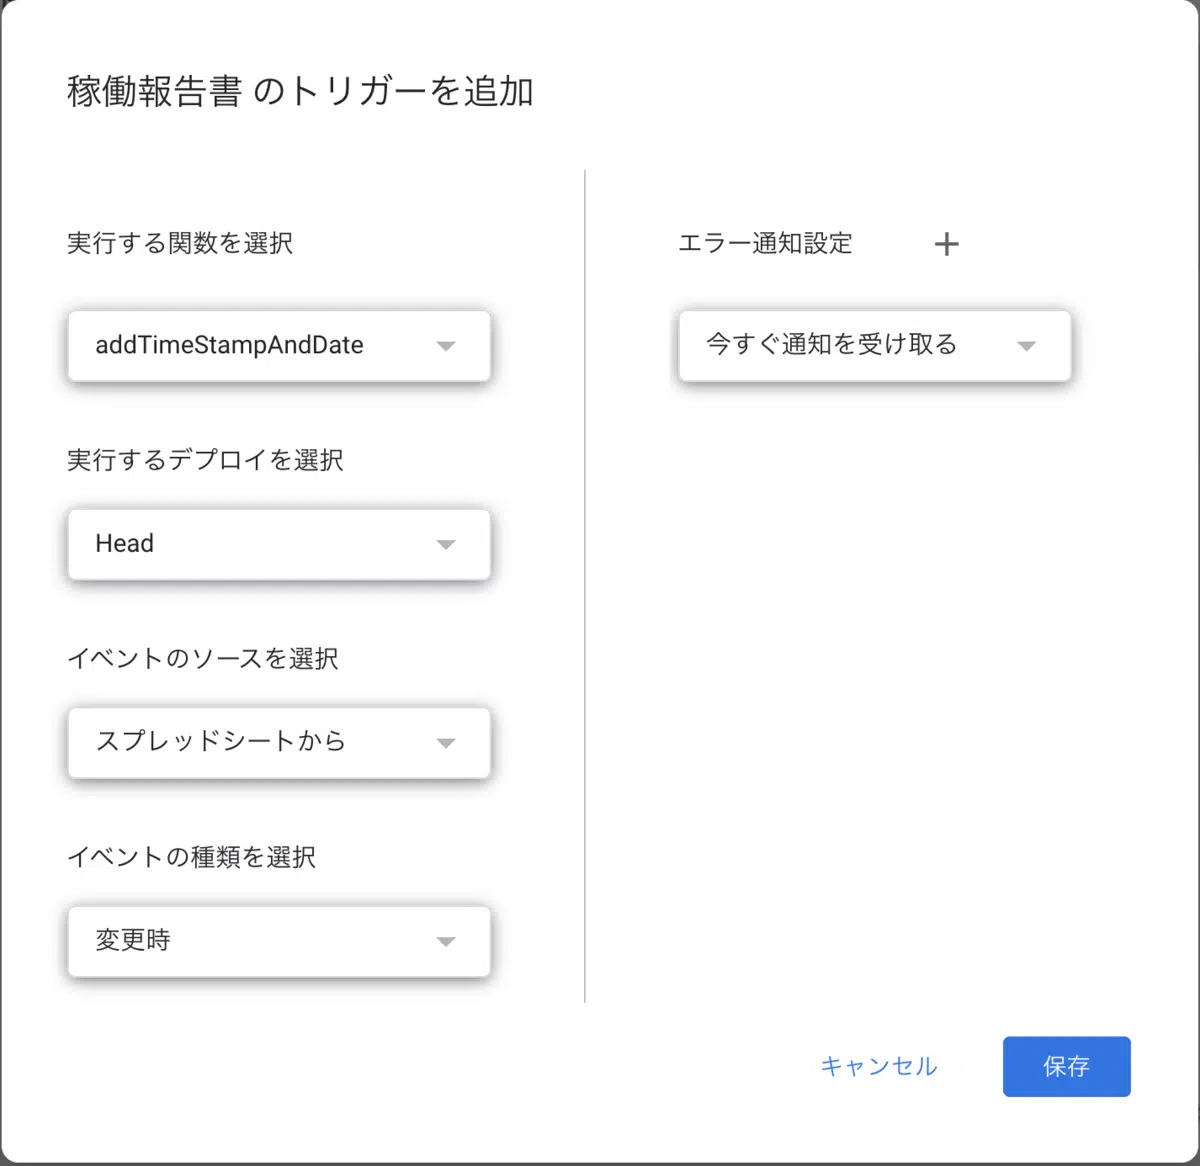 稼働報告書 のトリガーを追加
実行する関数を選択
addTimeStampAndDate
実行するデプロイを選択
Head
イベントのソースを選択
スプレッドシートから
イベントの種類を選択
変更時
エラー通知設定
今すぐ通知を受け取る
キャンセル
保存